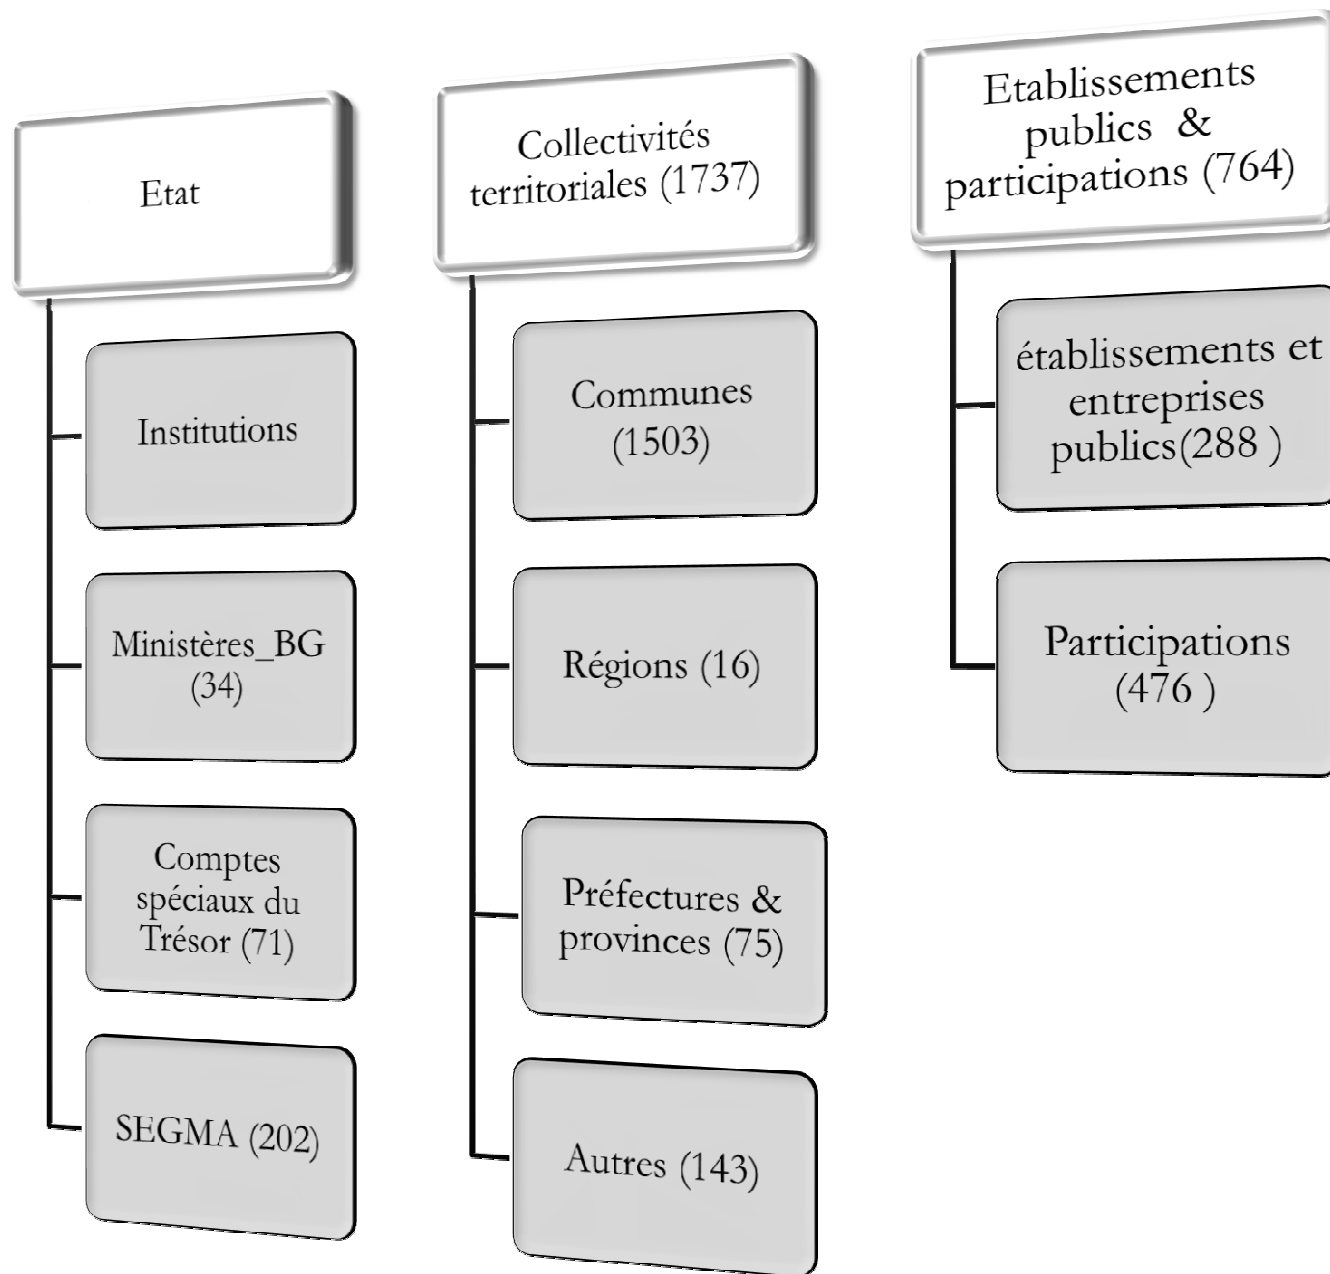 Etat
Institutions
Ministères_BG
(34)
Comptes
spéciaux du
Trésor (71)
SEGMA (202)
Collectivités
territoriales (1737)
Communes
(1503)
Régions (16)
Préfectures &
provinces (75)
Autres (143)
Etablissements
publics &
participations (764)
établissements et
entreprises
publics(288 )
Participations
(476 )